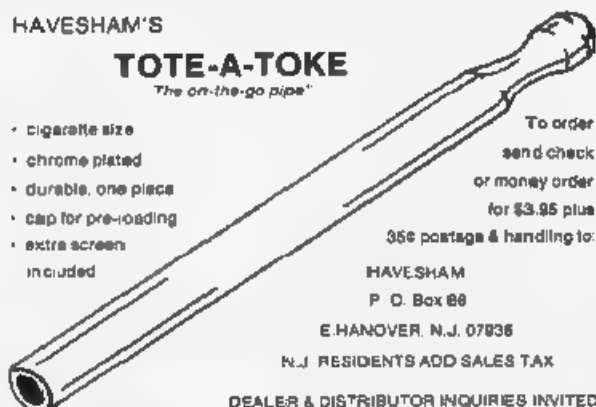 HAVESHAM'S
TOTE-A-TOKE
"The on-the-go pipe"
• cigarette size
• chrome plated
• durable, one piece
• cap for pre-loading
• extra screen
included
To order
send check
or money order
for $3.95 plus
35¢ postage & handling to:
HAVESHAM
P.O. Box
E.HANOVER, N.J. 07936
N.J. RESIDENTS ADD SALES TAX
DEALER & DISTRIBUTOR INQUIRIES INVITED